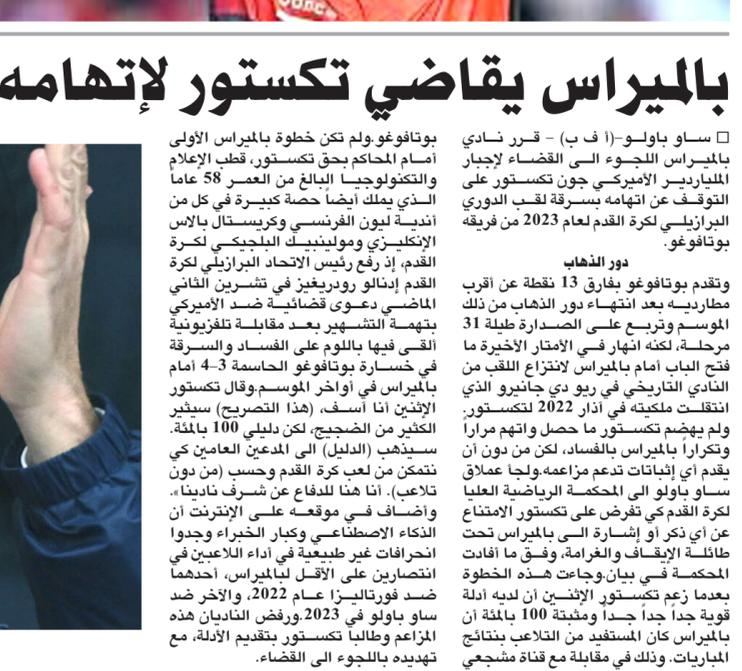 بالميراس يقاضي تكستور لإتهامه
□ ساو باولو-(أ ف ب) - قرر نادي
بالميراس اللجوء الى القضاء لإجبار
الملياردير الأميركي جون تكستور على
التوقف عن اتهامه بسرقة لقب الدوري
البرازيلي لكرة القدم لعام 2023 من فريقه
بوتافوغو.
دور الذهاب
وتقدم بوتافوغو بفارق 13 نقطة عن أقرب
مطارديه بعد انتهاء دور الذهاب من ذلك
الموسم وتربع على الصدارة طيلة 31
مرحلة، لكنه انهار في الأمتار الأخيرة ما
فتح الباب أمام بالميراس لانتزاع اللقب من
النادي التاريخي في ريو دي جانيرو الذي
انتقلت ملكيته في آذار 2022 لتكستور.
ولم يهضم تكستور ما حصل واتهم مراراً
وتكراراً بالميراس بالفساد، لكن من دون أن
يقدم أي إثباتات تدعم مزاعمه.ولجأ عملاق
ساو باولو الى المحكمة الرياضية العليا
لكرة القدم كي تفرض على تكستور الامتناع
عن أي ذكر أو إشارة الى بالميراس تحت
طائلة الإيقاف والغرامة، وفق ما أفادت
المحكمة في بيان.وجاءت هذه الخطوة
بعدما زعم تكستور الإثنين أن لديه أدلة
قوية جداً جداً جداً ومثبتة 100 بالمئة أن
بالميراس كان المستفيد من التلاعب بنتائج
المباريات. وذلك في مقابلة مع قناة مشجعي
بوتافوغو.ولم تكن خطوة بالميراس الأولى
أمام المحاكم بحق تكستور، قطب الإعلام
والتكنولوجيا البالغ من العمر 58 عاماً
الذي يملك أيضاً حصة كبيرة في كل من
أندية ليون الفرنسي وكريستال بالاس
الإنكليزي ومولينبيك البلجيكي لكرة
القدم، إذ رفع رئيس الاتحاد البرازيلي لكرة
القدم إدنالو رودريغيز في تشرين الثاني
الماضي دعوى قضائية ضد الأميركي
بتهمة التشهير بعد مقابلة تلفزيونية
ألقى فيها باللوم على الفساد والسرقة
في خسارة بوتافوغو الحاسمة 3-4 أمام
بالميراس في أواخر الموسم.وقال تكستور
الإثنين أنا آسف، (هذا التصريح) سيثير
الكثير من الضجيج، لكن دليلي 100 بالمئة.
سيذهب (الدليل) الى المدعين العامين كي
نتمكن من لعب كرة القدم وحسب (من دون
تلاعب). أنا هنا للدفاع عن شرف نادينا».
وأضاف في موقعه على الإنترنت أن
الذكاء الاصطناعي وكبار الخبراء وجدوا
انحرافات غير طبيعية في أداء اللاعبين في
انتصارين على الأقل لبالميراس، أحدهما
ضد فورتاليزا عام 2022، والآخر ضد
ساو باولو في 2023.ورفض الناديان هذه
المزاعم وطالبا تكستور بتقديم الأدلة، مع
تهديده باللجوء الى القضاء.